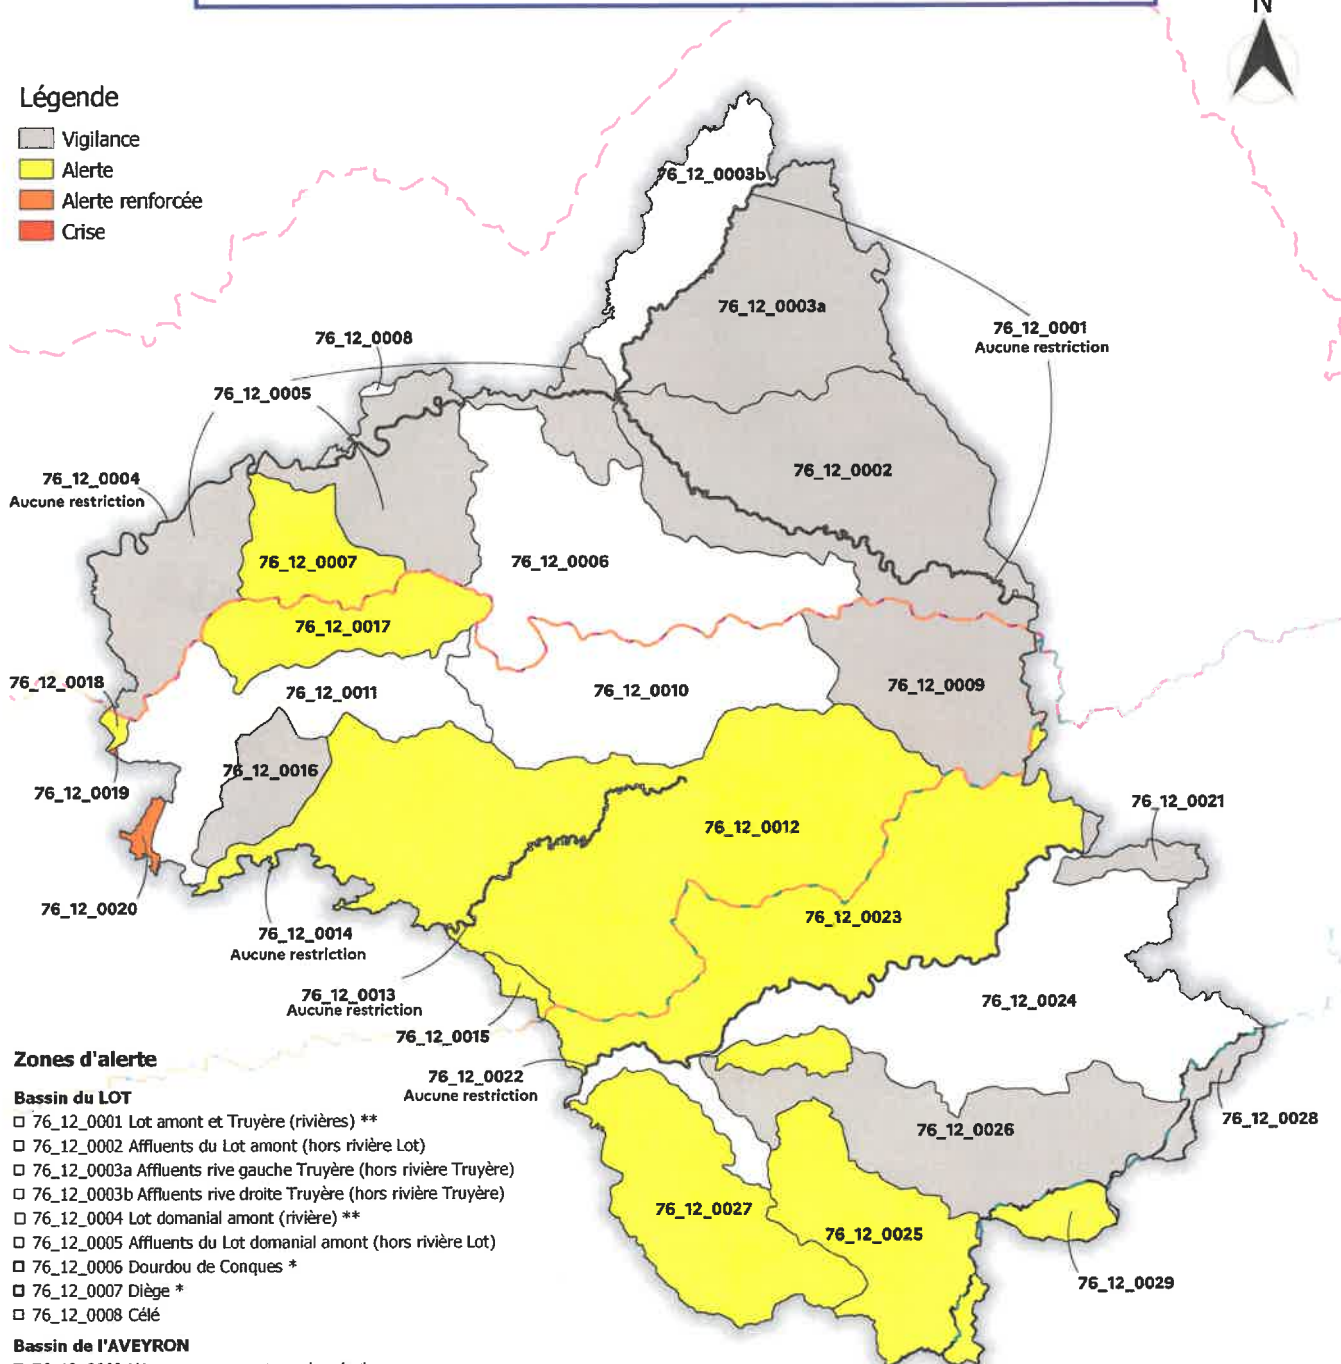 N
Légende
Vigilance
Alerte
Alerte renforcée
Crise
76_12_0003b
76_12_0003a
76_12_0001
Aucune restriction
76_12_0008
76_12_0005
76_12_0002
76_12_0004
Aucune restriction
76_12_0007
76_12_0006
76_12_0017
76_12_0018
76_12_0011
76_12_0010
76_12_0009
76_12_0016
76_12_0019
76_12_0021
76_12_0012
76_12_0020
76_12_0023
76_12_0014
Aucune restriction
76_12_0013
Aucune restriction
76_12_0024
76_12_0015
76_12_0022
Aucune restriction
76_12_0028
76_12_0026
76_12_0027
76_12_0025
76_12_0029
Zones d'alerte
Bassin du LOT
76_12_0001 Lot amont et Truyère (rivières) **
76_12_0002 Affluents du Lot amont (hors rivière Lot)
76_12_0003a Affluents rive gauche Truyère (hors rivière Truyère)
76_12_0003b Affluents rive droite Truyère (hors rivière Truyère)
76_12_0004 Lot domanial amont (rivière) **
76_12_0005 Affluents du Lot domanial amont (hors rivière Lot)
76_12_0006 Dourdou de Conques *
76_12_0007 Diège *
76_12_0008 Célé
Bassin de l'AVEYRON